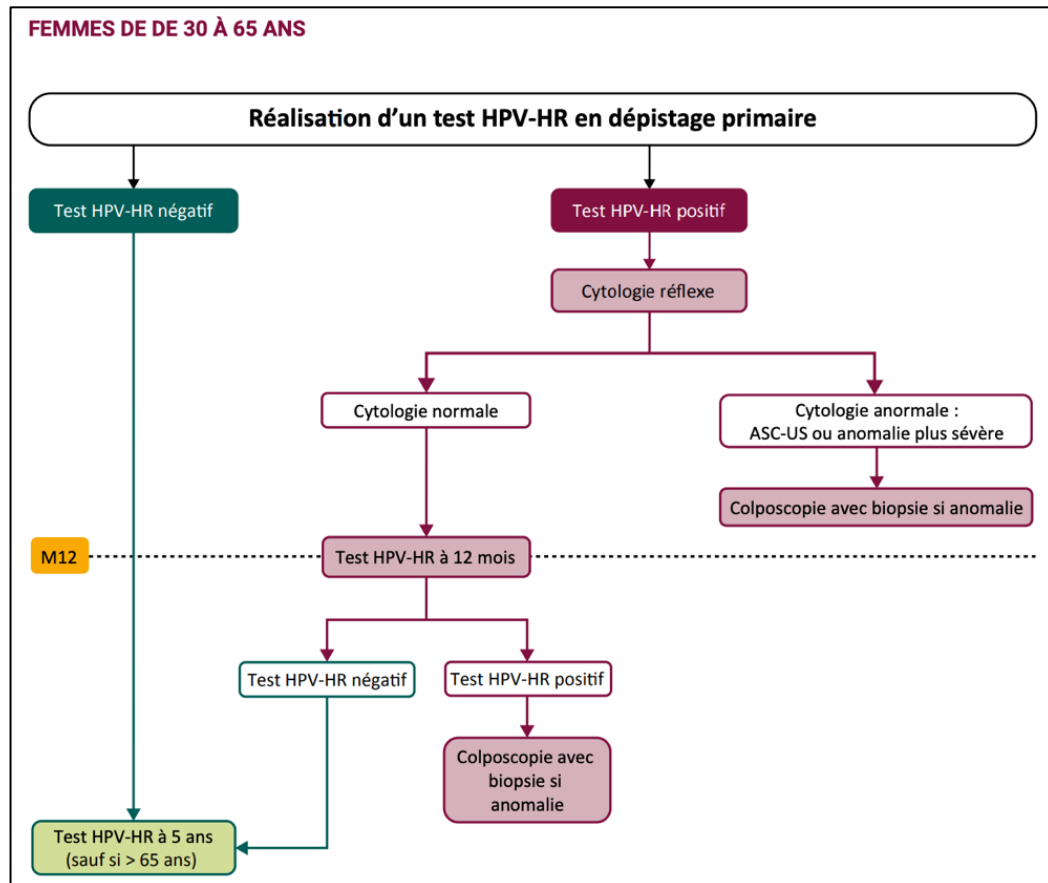 FEMMES DE DE 30 À 65 ANS
Réalisation d'un test HPV-HR en dépistage primaire
Test HPV-HR négatif
Test HPV-HR positif
Cytologie réflexe
Cytologie normale
Cytologie anormale :
ASC-US ou anomalie plus sévère
Colposcopie avec biopsie si anomalie
M12
Test HPV-HR à 12 mois
Test HPV-HR négatif
Test HPV-HR positif
Colposcopie avec
biopsie si
anomalie
Test HPV-HR à 5 ans
(sauf si > 65 ans)